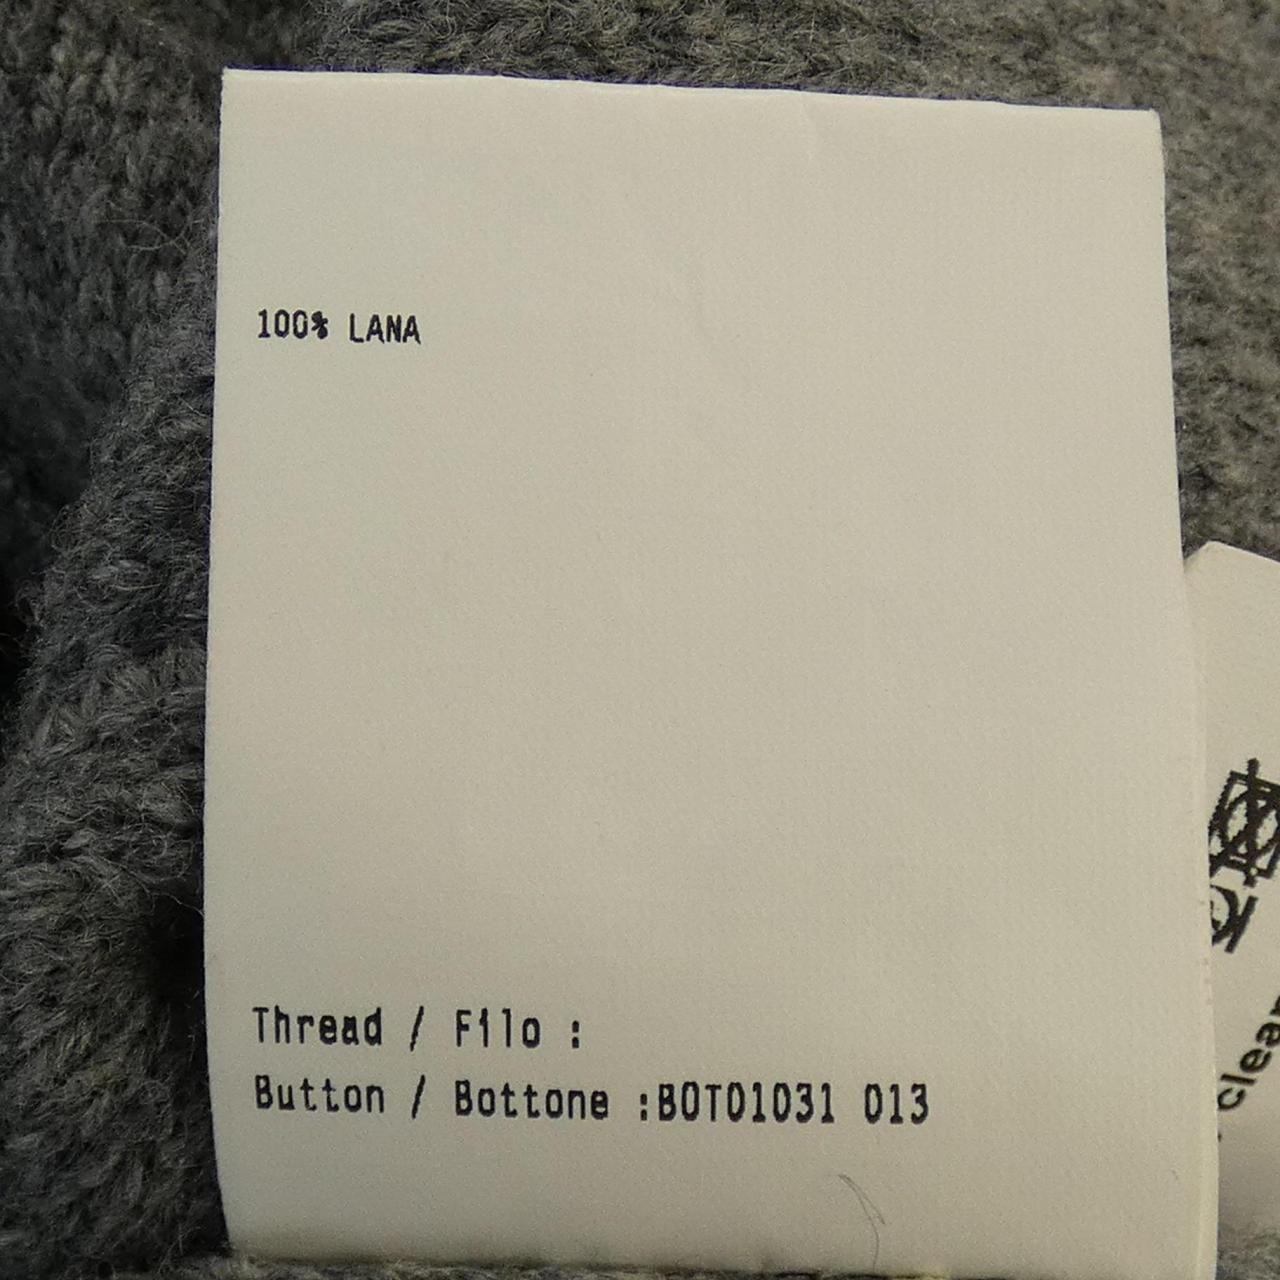 100% LANA
Thread / Filo :
Button / Bottone :BOT01031 013